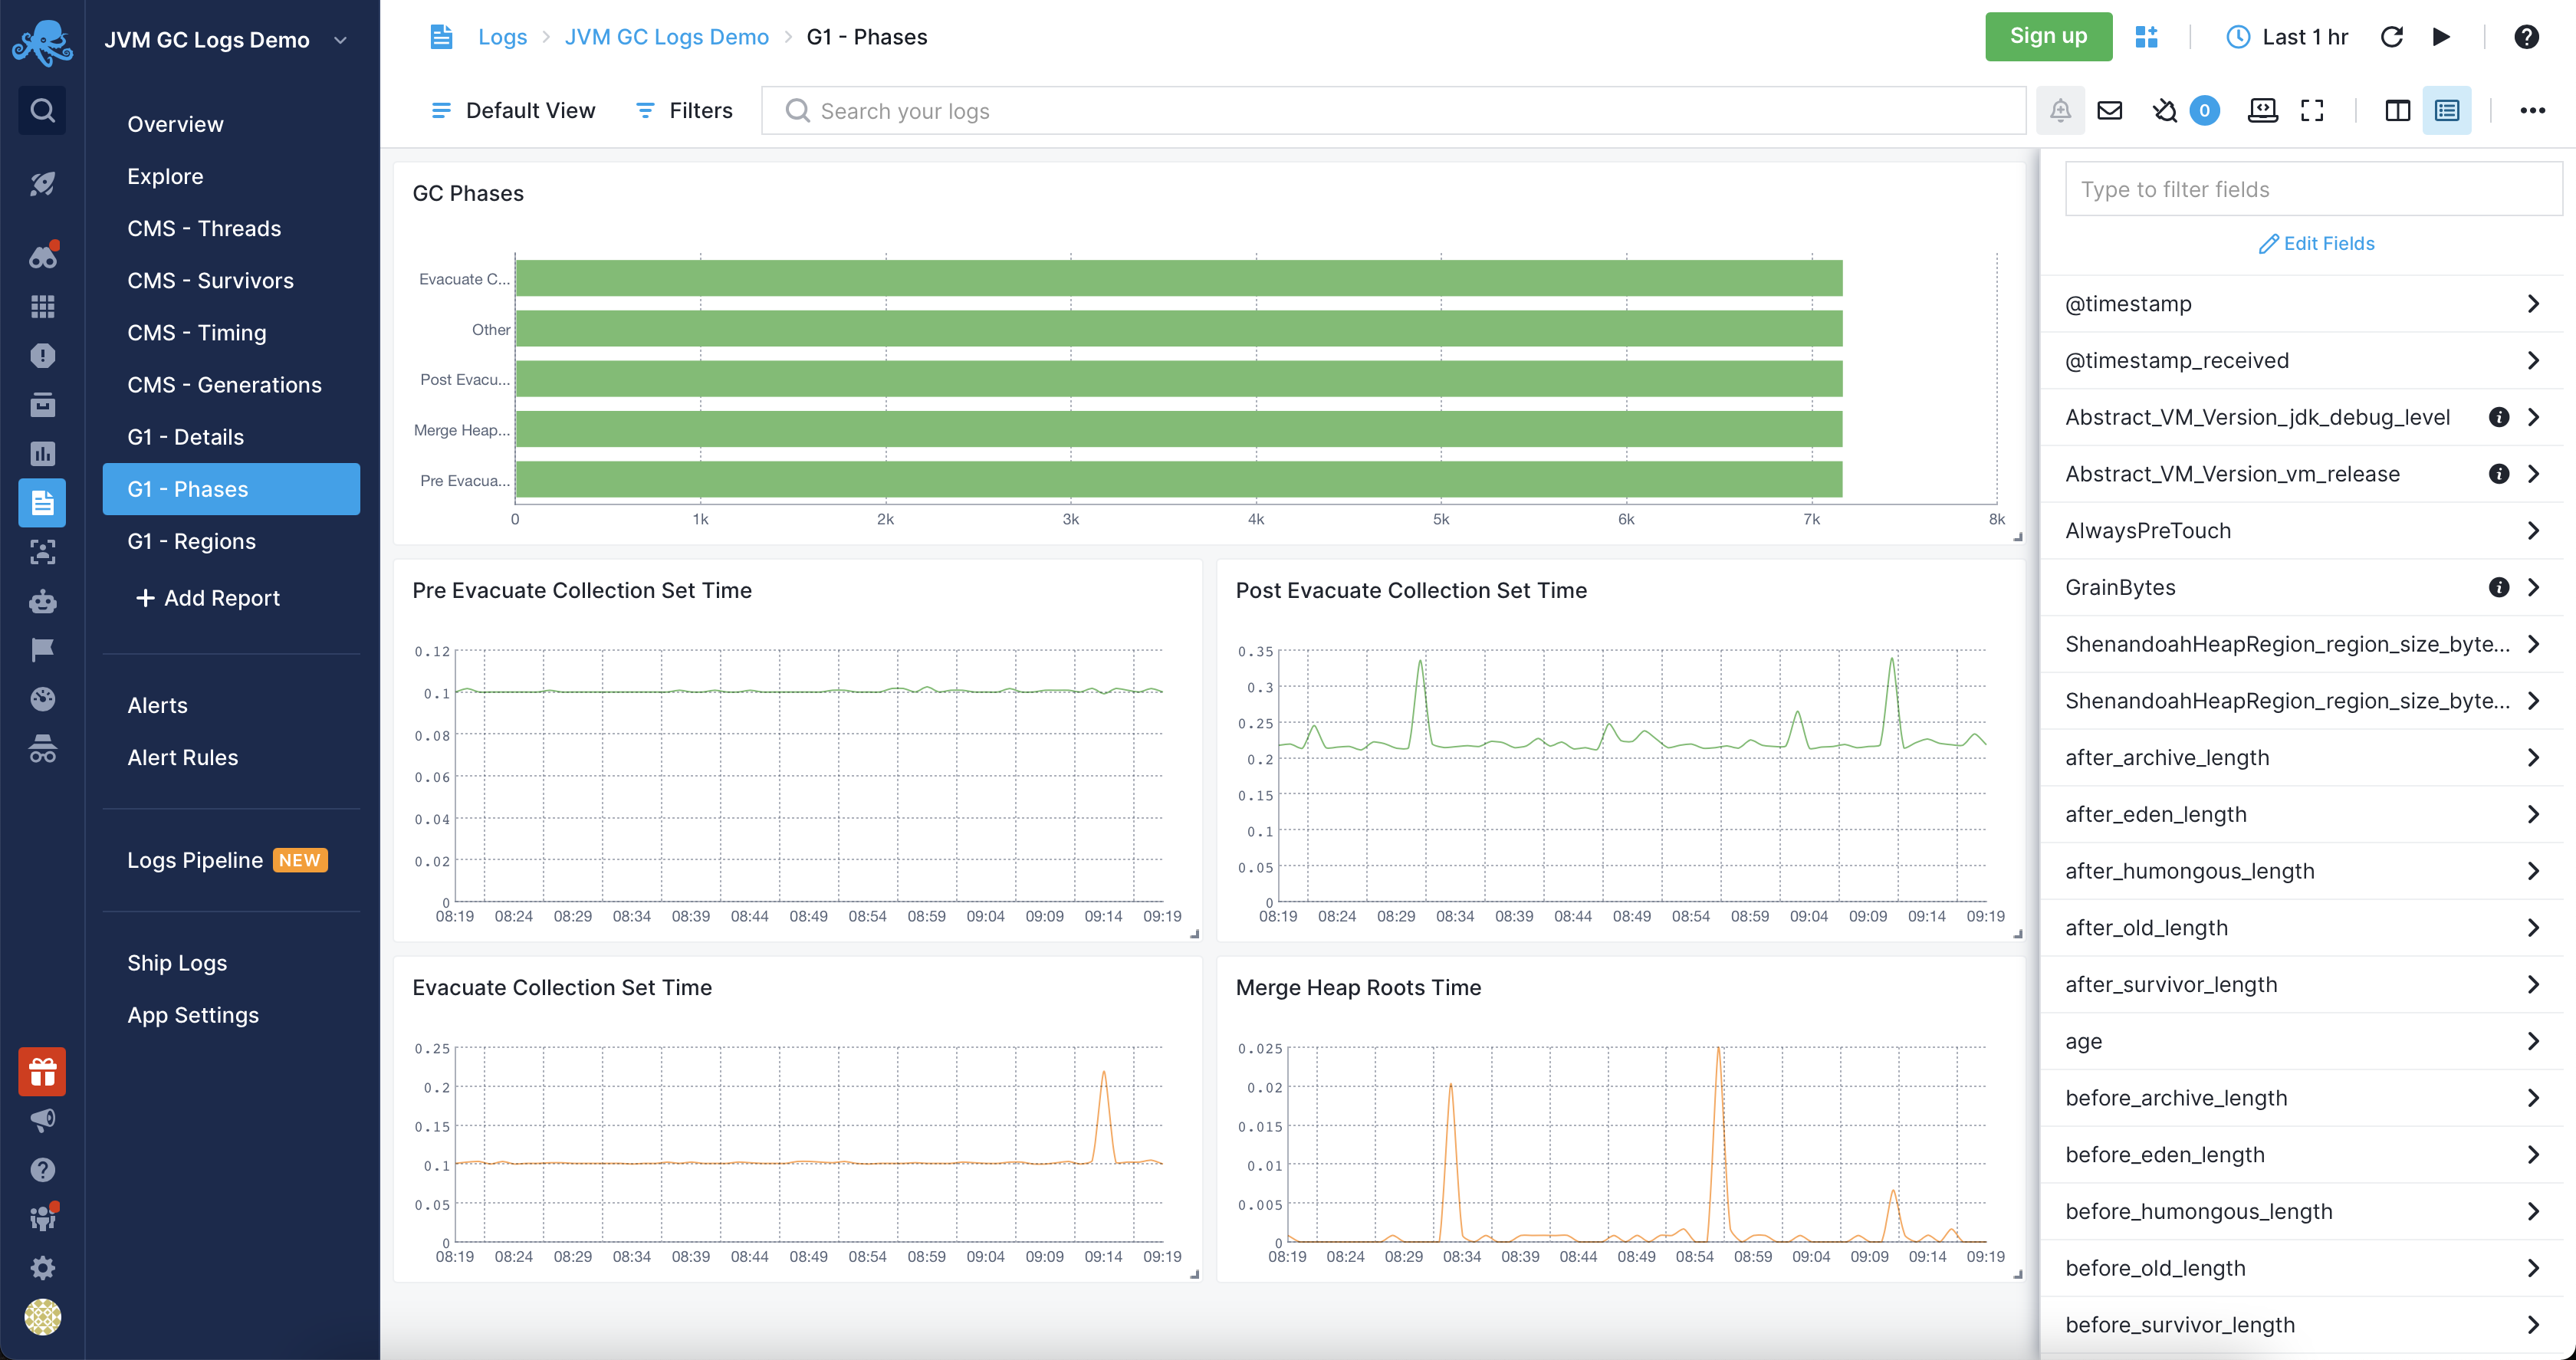 JVM GC Logs Demo
Overview
Explore
CMS - Threads
CMS - Survivors
CMS - Timing
CMS - Generations
G1 - Details
G1 - Phases
G1 - Regions
+ Add Report
Alerts
Alert Rules
Logs Pipeline NEW
Ship Logs
App Settings
Logs > JVM GC Logs Demo > G1 - Phases
Sign up
Last 1 hr
Default View
Filters
Search your logs
0
GC Phases
Evacuate C...
Other
Post Evacu...
Merge Heap...
Pre Evacua...
0 1k 2k 3k 4k 5k 6k 7k 8k
Pre Evacuate Collection Set Time
0.12
0.1
0.08
0.06
0.04
0.02
0
08:19 08:24 08:29 08:34 08:39 08:44 08:49 08:54 08:59 09:04 09:09 09:14 09:19
Post Evacuate Collection Set Time
0.35
0.3
0.25
0.2
0.15
0.1
0.05
0
08:19 08:24 08:29 08:34 08:39 08:44 08:49 08:54 08:59 09:04 09:09 09:14 09:19
Evacuate Collection Set Time
0.25
0.2
0.15
0.1
0.05
0
08:19 08:24 08:29 08:34 08:39 08:44 08:49 08:54 08:59 09:04 09:09 09:14 09:19
Merge Heap Roots Time
0.025
0.02
0.015
0.01
0.005
0
08:19 08:24 08:29 08:34 08:39 08:44 08:49 08:54 08:59 09:04 09:09 09:14 09:19
Type to filter fields
Edit Fields
@timestamp
@timestamp_received
Abstract_VM_Version_jdk_debug_level
Abstract_VM_Version_vm_release
AlwaysPreTouch
GrainBytes
ShenandoahHeapRegion_region_size_byte...
ShenandoahHeapRegion_region_size_byte...
after_archive_length
after_eden_length
after_humongous_length
after_old_length
after_survivor_length
age
before_archive_length
before_eden_length
before_humongous_length
before_old_length
before_survivor_length